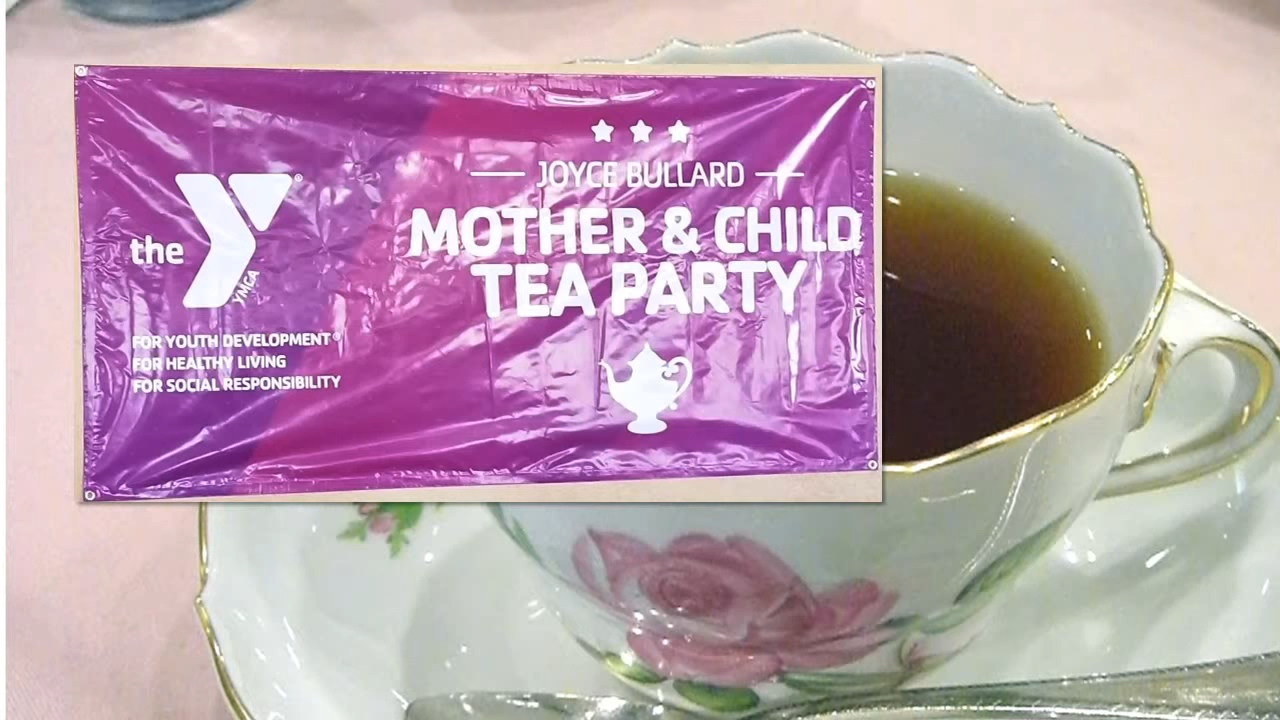 the
Y®
YMCA
FOR YOUTH DEVELOPMENT®
FOR HEALTHY LIVING
FOR SOCIAL RESPONSIBILITY
JOYCE BULLARD
MOTHER & CHILD
TEA PARTY